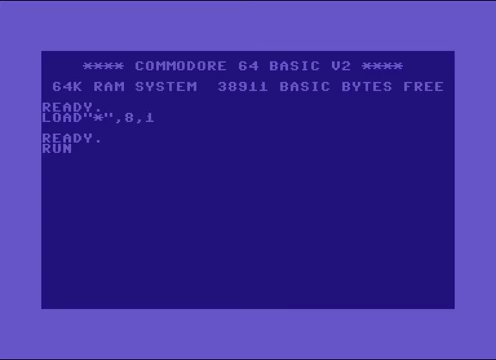 **** COMMODORE 64 BASIC V2 ****
64K RAM SYSTEM  38911 BASIC BYTES FREE
READY.
LOAD"*",8,1
READY.
RUN